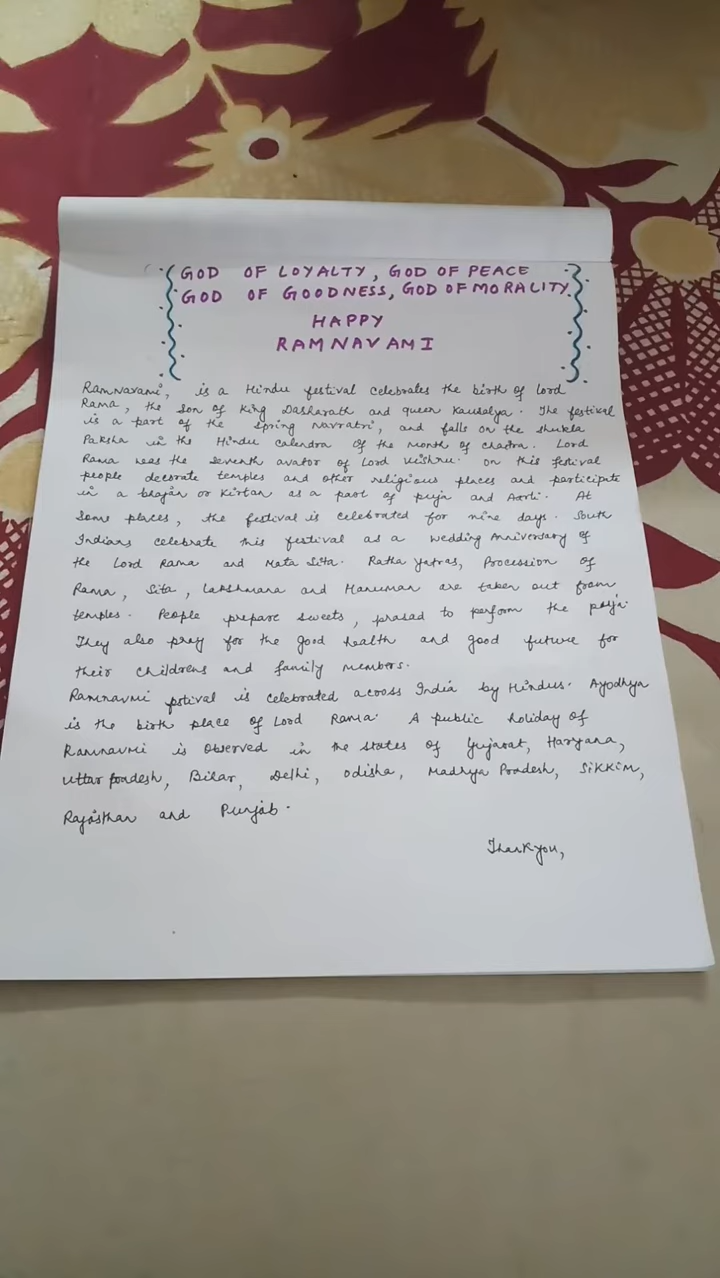 GOD OF LOYALTY, GOD OF PEACE
GOD OF GOODNESS, GOD OF MORALITY.
HAPPY
RAMNAVAMI
Ramnavami, is a Hindu festival celebrates the birth of Lord
Rama, the son of King Dasharath and queen Kausalya. The festival
is a part of the spring navratri, and falls on the shukla
Paksha in the Hindu calendra of the month of chaitra. Lord
Rama was the seventh avator of Lord Vishnu. on this festival
people decorate temples and other religious places and participate
in a bhajan or Kirtan as a part of puja and Aarti. At
some places, the festival is celebrated for nine days. South
Indians celebrate this festival as a wedding Anniversary of
the Lord Rama and Mata Sita. Ratha yatras, Procession of
Rama, Sita, Lakshmana and Hanuman are taken out from
temples. People prepare sweets, prasad to perform the puja.
They also pray for the good health and good future for
their childrens and family members.
Ramnavmi festival is celebrated across India by Hindus. Ayodhya
is the birth place of Lord Rama. A public holiday of
Ramnavmi is observed in the states of Gujarat, Haryana,
Uttar pradesh, Bihar, Delhi, odisha, Madhya Pradesh, Sikkim,
Rajasthan and Punjab.
Thankyou,